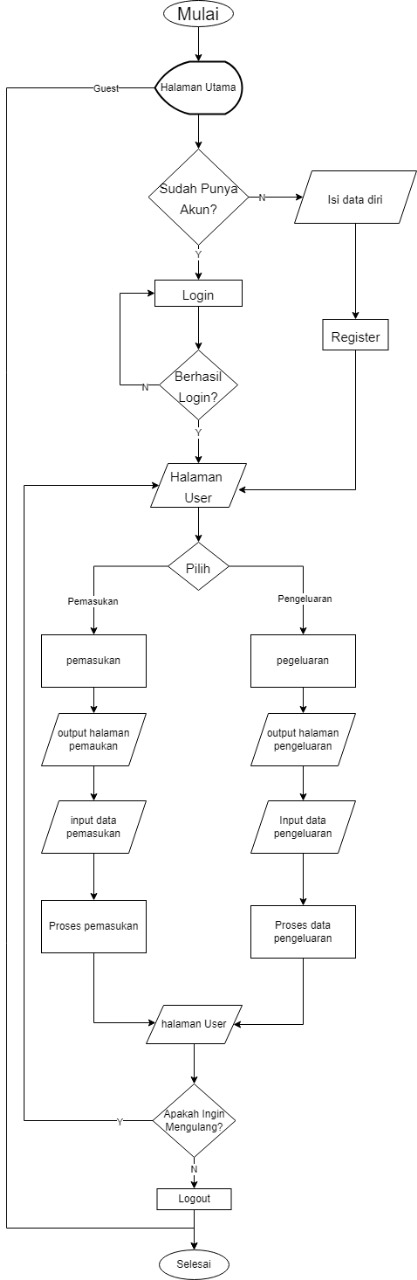 Mulai
Guest
Halaman Utama
Sudah Punya
Akun?
N
Isi data diri
Y
Login
Register
Berhasil
Login?
N
Y
Halaman
User
Pilih
Pemasukan
Pengeluaran
pemasukan
pegeluaran
output halaman
pemaukan
output halaman
pengeluaran
input data
pemasukan
Input data
pengeluaran
Proses pemasukan
Proses data
pengeluaran
halaman User
Apakah Ingin
Mengulang?
Y
N
Logout
Selesai